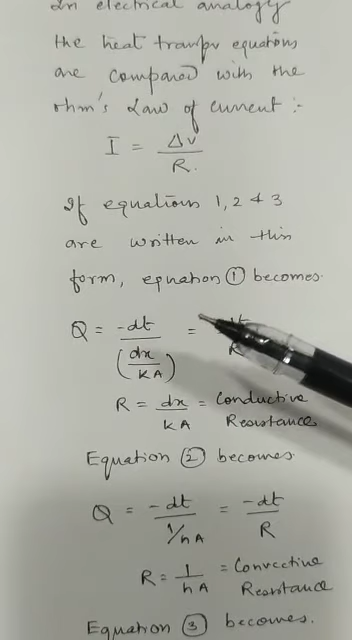 In electrical analogy
the heat transfer equations
are compared with the
ohm's Law of current :-
I = ΔV / R.
If equations 1, 2 & 3
are written in this
form, equation ① becomes
Q = -dt / (dx / KA) = dt / R
R = dx / KA = Conductive Resistance
Equation ② becomes
Q = -dt / 1/hA = -dt / R
R = 1 / hA = Convective Resistance
Equation ③ becomes.